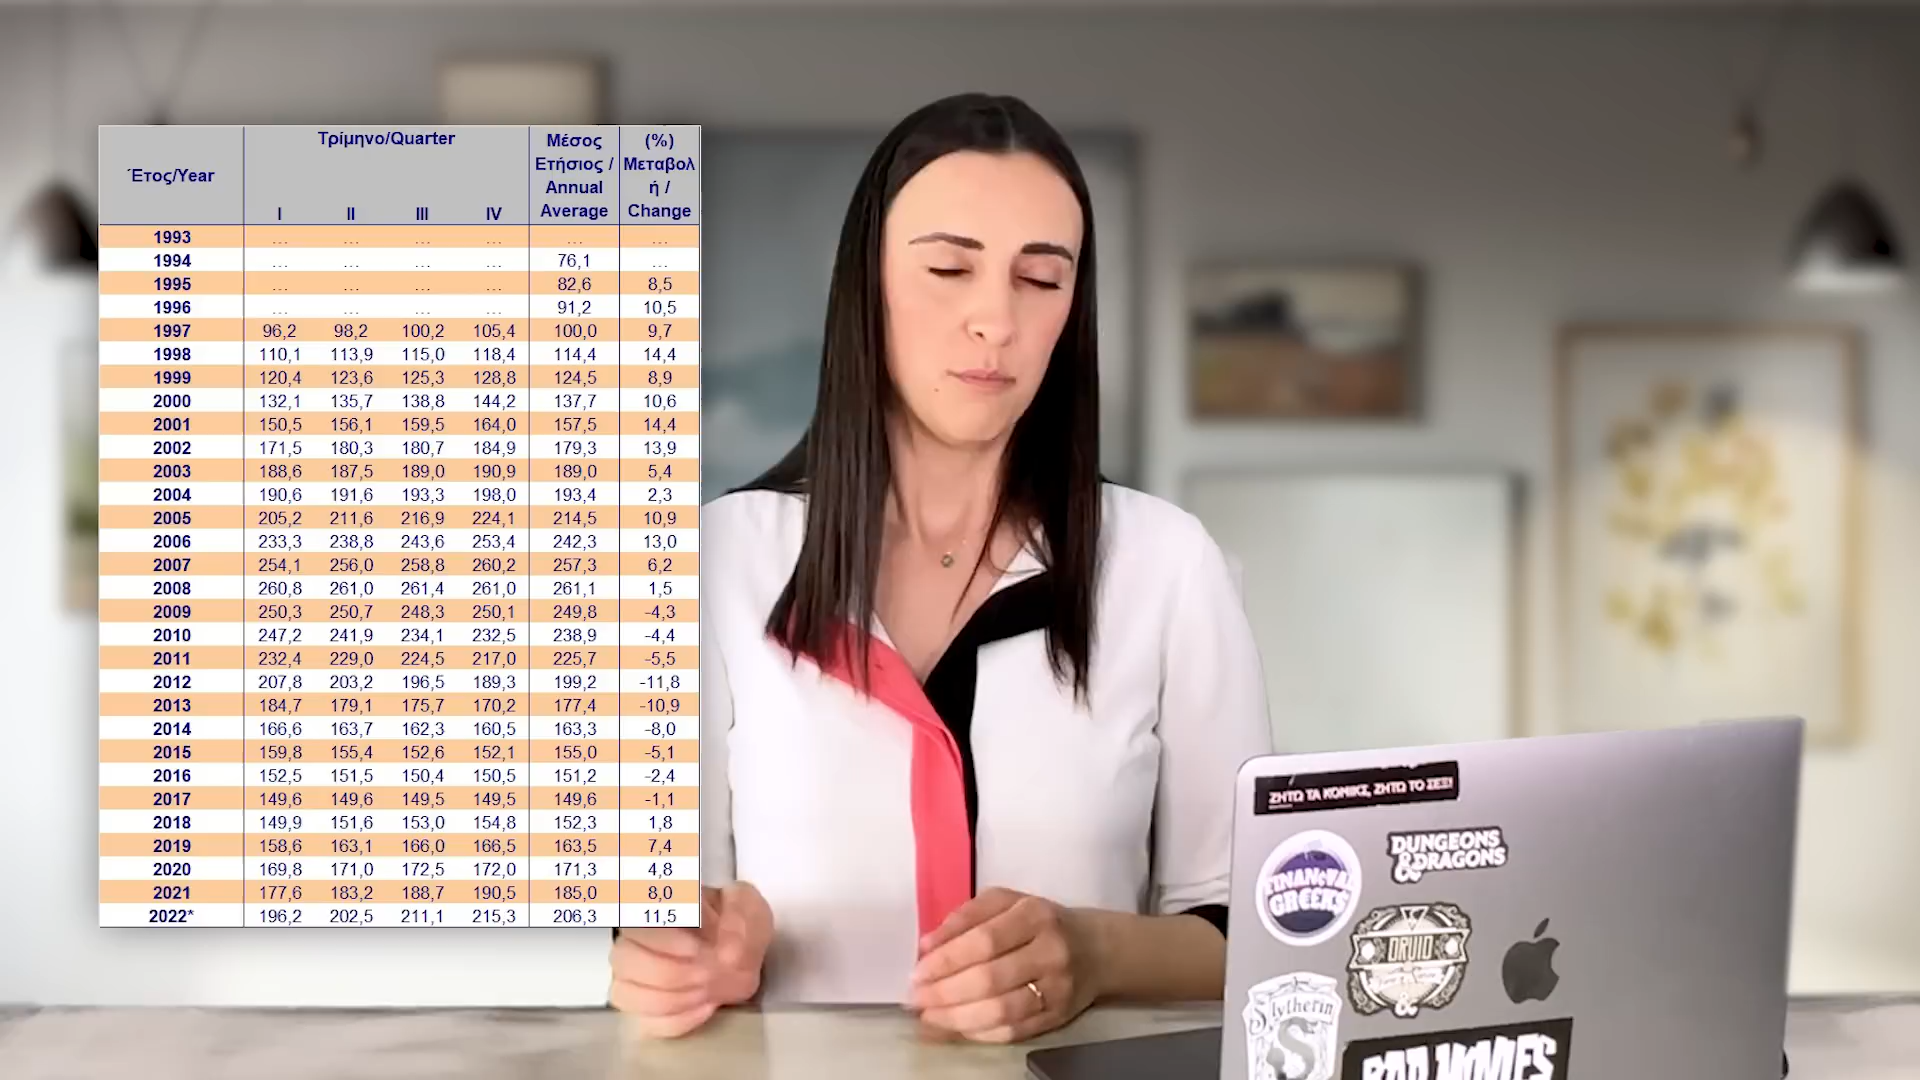 Έτος/Year Τρίμηνο/Quarter Μέσος Ετήσιος / Annual Average (%) Μεταβολ ή / Change
I II III IV
1993 ... ... ... ... ... ...
1994 ... ... ... ... 76,1 ...
1995 ... ... ... ... 82,6 8,5
1996 ... ... ... ... 91,2 10,5
1997 96,2 98,2 100,2 105,4 100,0 9,7
1998 110,1 113,9 115,0 118,4 114,4 14,4
1999 120,4 123,6 125,3 128,8 124,5 8,9
2000 132,1 135,7 138,8 144,2 137,7 10,6
2001 150,5 156,1 159,5 164,0 157,5 14,4
2002 171,5 180,3 180,7 184,9 179,3 13,9
2003 188,6 187,5 189,0 190,9 189,0 5,4
2004 190,6 191,6 193,3 198,0 193,4 2,3
2005 205,2 211,6 216,9 224,1 214,5 10,9
2006 233,3 238,8 243,6 253,4 242,3 13,0
2007 254,1 256,0 258,8 260,2 257,3 6,2
2008 260,8 261,0 261,4 261,0 261,1 1,5
2009 250,3 250,7 248,3 250,1 249,8 -4,3
2010 247,2 241,9 234,1 232,5 238,9 -4,4
2011 232,4 229,0 224,5 217,0 225,7 -5,5
2012 207,8 203,2 196,5 189,3 199,2 -11,8
2013 184,7 179,1 175,7 170,2 177,4 -10,9
2014 166,6 163,7 162,3 160,5 163,3 -8,0
2015 159,8 155,4 152,6 152,1 155,0 -5,1
2016 152,5 151,5 150,4 150,5 151,2 -2,4
2017 149,6 149,6 149,5 149,5 149,6 -1,1
2018 149,9 151,6 153,0 154,8 152,3 1,8
2019 158,6 163,1 166,0 166,5 163,5 7,4
2020 169,8 171,0 172,5 172,0 171,3 4,8
2021 177,6 183,2 188,7 190,5 185,0 8,0
2022* 196,2 202,5 211,1 215,3 206,3 11,5
ΖΗΤΩ ΤΑ ΚΟΜΙΚΣ, ΖΗΤΩ ΤΟ ΣΕΞ!
DUNGEONS
&DRAGONS
FINANCIAL
GR€€KS
DRUID
&
Slytherin
S
BAD MOVIES